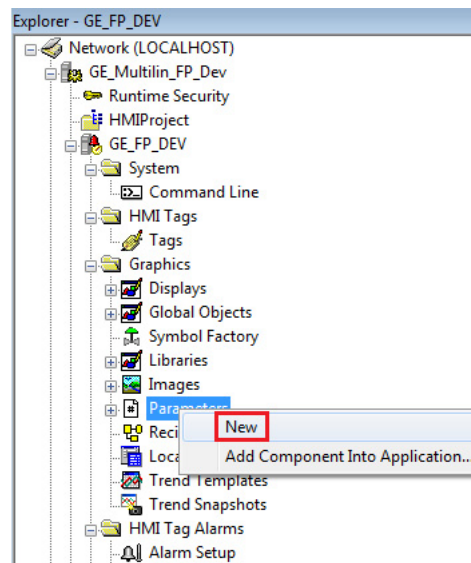 Explorer - GE_FP_DEV
Network (LOCALHOST)
GE_Multilin_FP_Dev
Runtime Security
HMIProject
GE_FP_DEV
System
Command Line
HMI Tags
Tags
Graphics
Displays
Global Objects
Symbol Factory
Libraries
Images
Parameters
New
Reci
Add Component Into Application...
Loca
Trend Templates
Trend Snapshots
HMI Tag Alarms
Alarm Setup